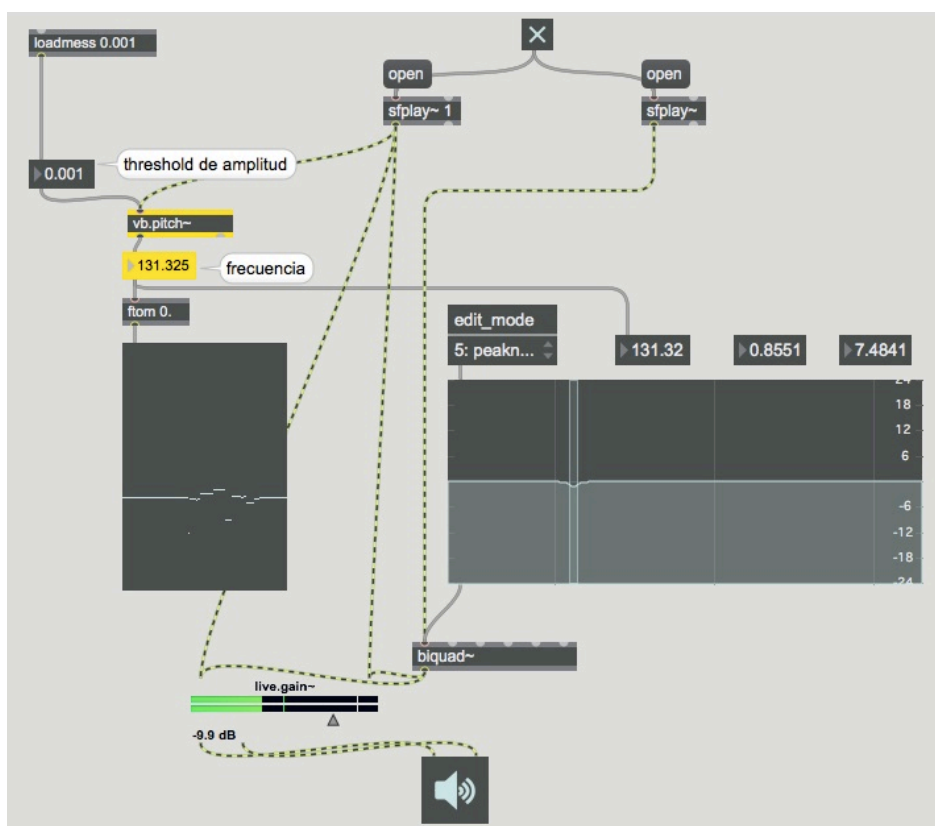 loadmess 0.001
open
open
sfplay~ 1
sfplay~
threshold de amplitud
0.001
vb.pitch~
131.325
frecuencia
ftom 0.
edit_mode
5: peakn...
131.32
0.8551
7.4841
24
18
12
6
-6
-12
-18
-24
biquad~
live.gain~
-9.9 dB